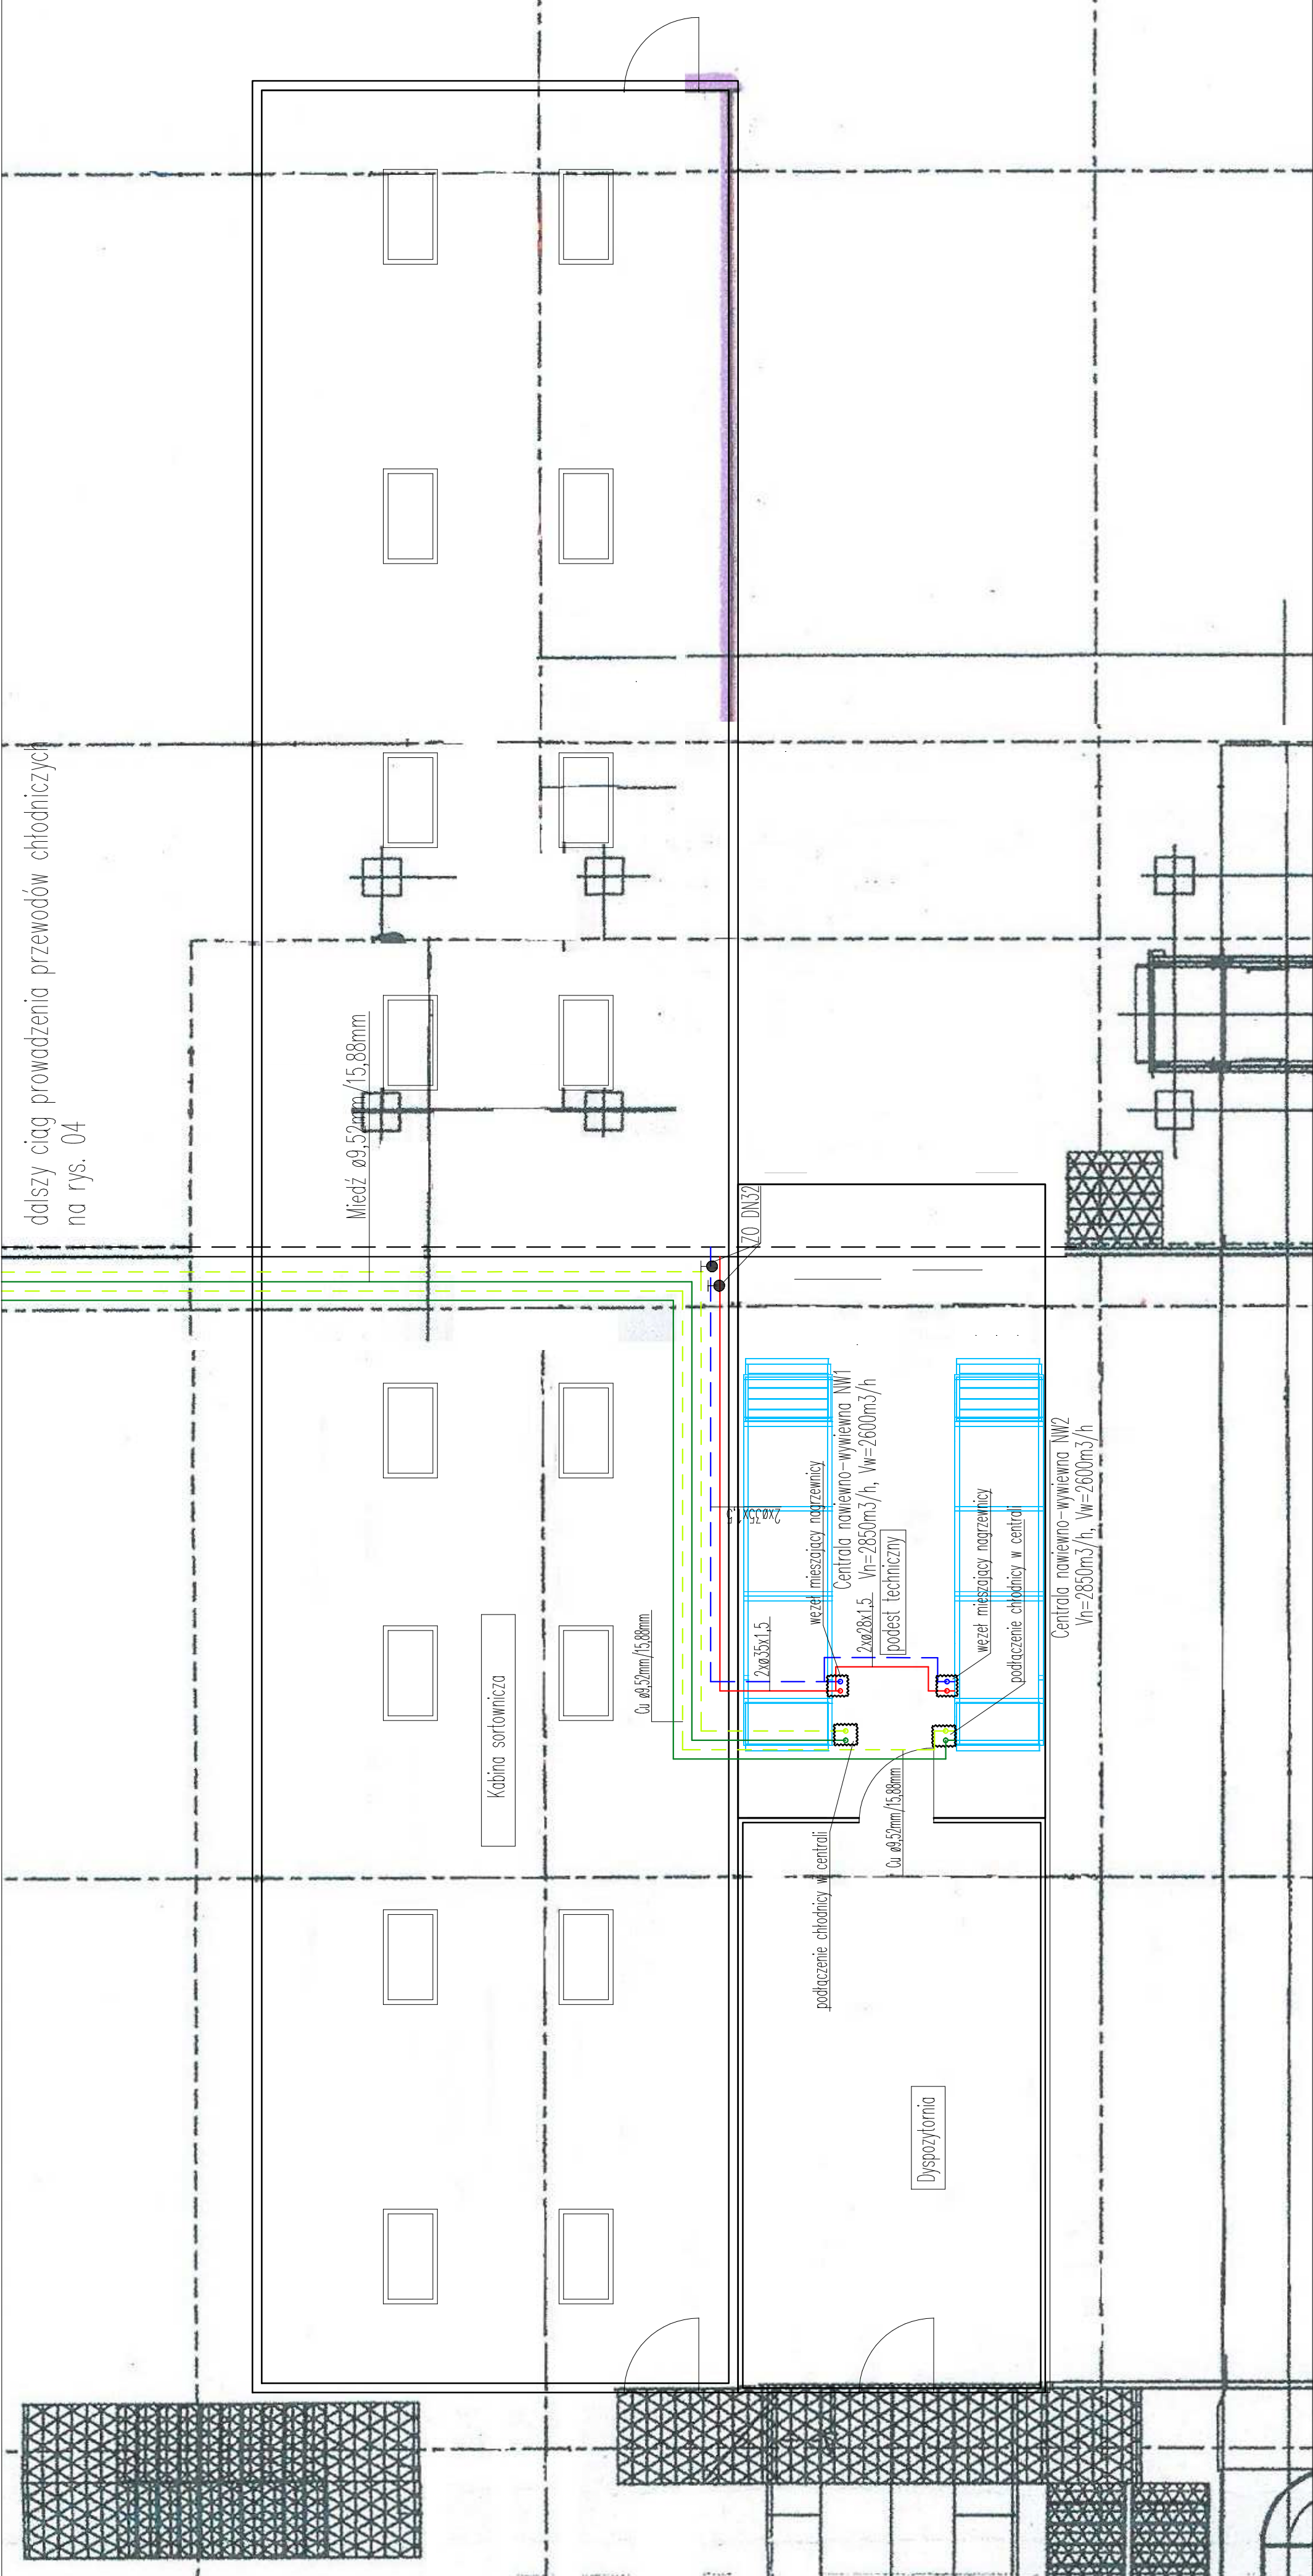 dalszy ciąg prowadzenia przewodów chłodniczych
na rys. 04
Miedź ø9,52mm/15,88mm
ZO DN32
Kabina sortownicza
Cu ø9,52mm/15,88mm
2xø35x1,5
2xø35x1,5
węzeł mieszający nagrzewnicy
Centrala nawiewno-wywiewna NW1
Vn=2850m3/h, Vw=2600m3/h
2xø28x1,5
podest techniczny
węzeł mieszający nagrzewnicy
podłączenie chłodnicy w centrali
Centrala nawiewno-wywiewna NW2
Vn=2850m3/h, Vw=2600m3/h
podłączenie chłodnicy w centrali
Cu ø9,52mm/15,88mm
Dyspozytornia